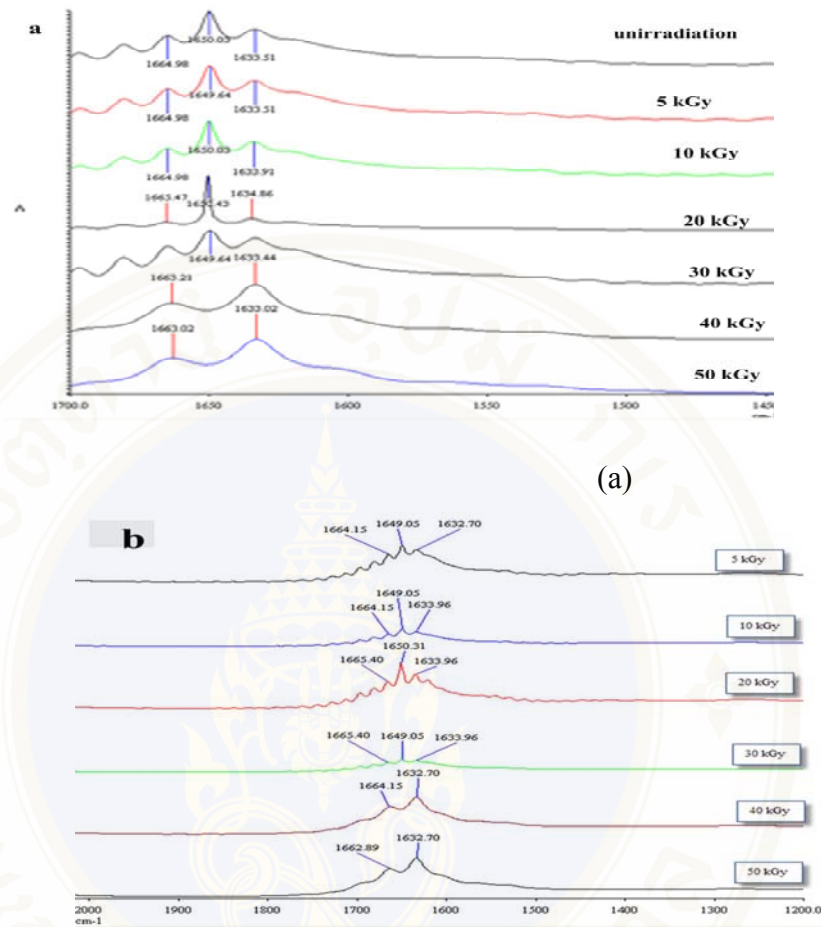 a
unirradiation
1664.98 1650.03 1633.51
5 kGy
1664.98 1649.64 1633.51
10 kGy
1664.98 1650.03 1633.91
20 kGy
1634.86
30 kGy
1649.64 1633.44
1663.21
40 kGy
1663.02 1633.02
50 kGy
A
1700.0 1650 1600 1550 1500
(a)
b
1664.15 1649.05 1632.70
5 kGy
1664.15 1649.05 1633.96
10 kGy
1665.40 1650.31 1633.96
20 kGy
1665.40 1649.05 1633.96
30 kGy
1664.15 1632.70
40 kGy
1662.89 1632.70
50 kGy
2000 1900 1800 1700 1600 1500 1400 1300 1200.0
cm-1